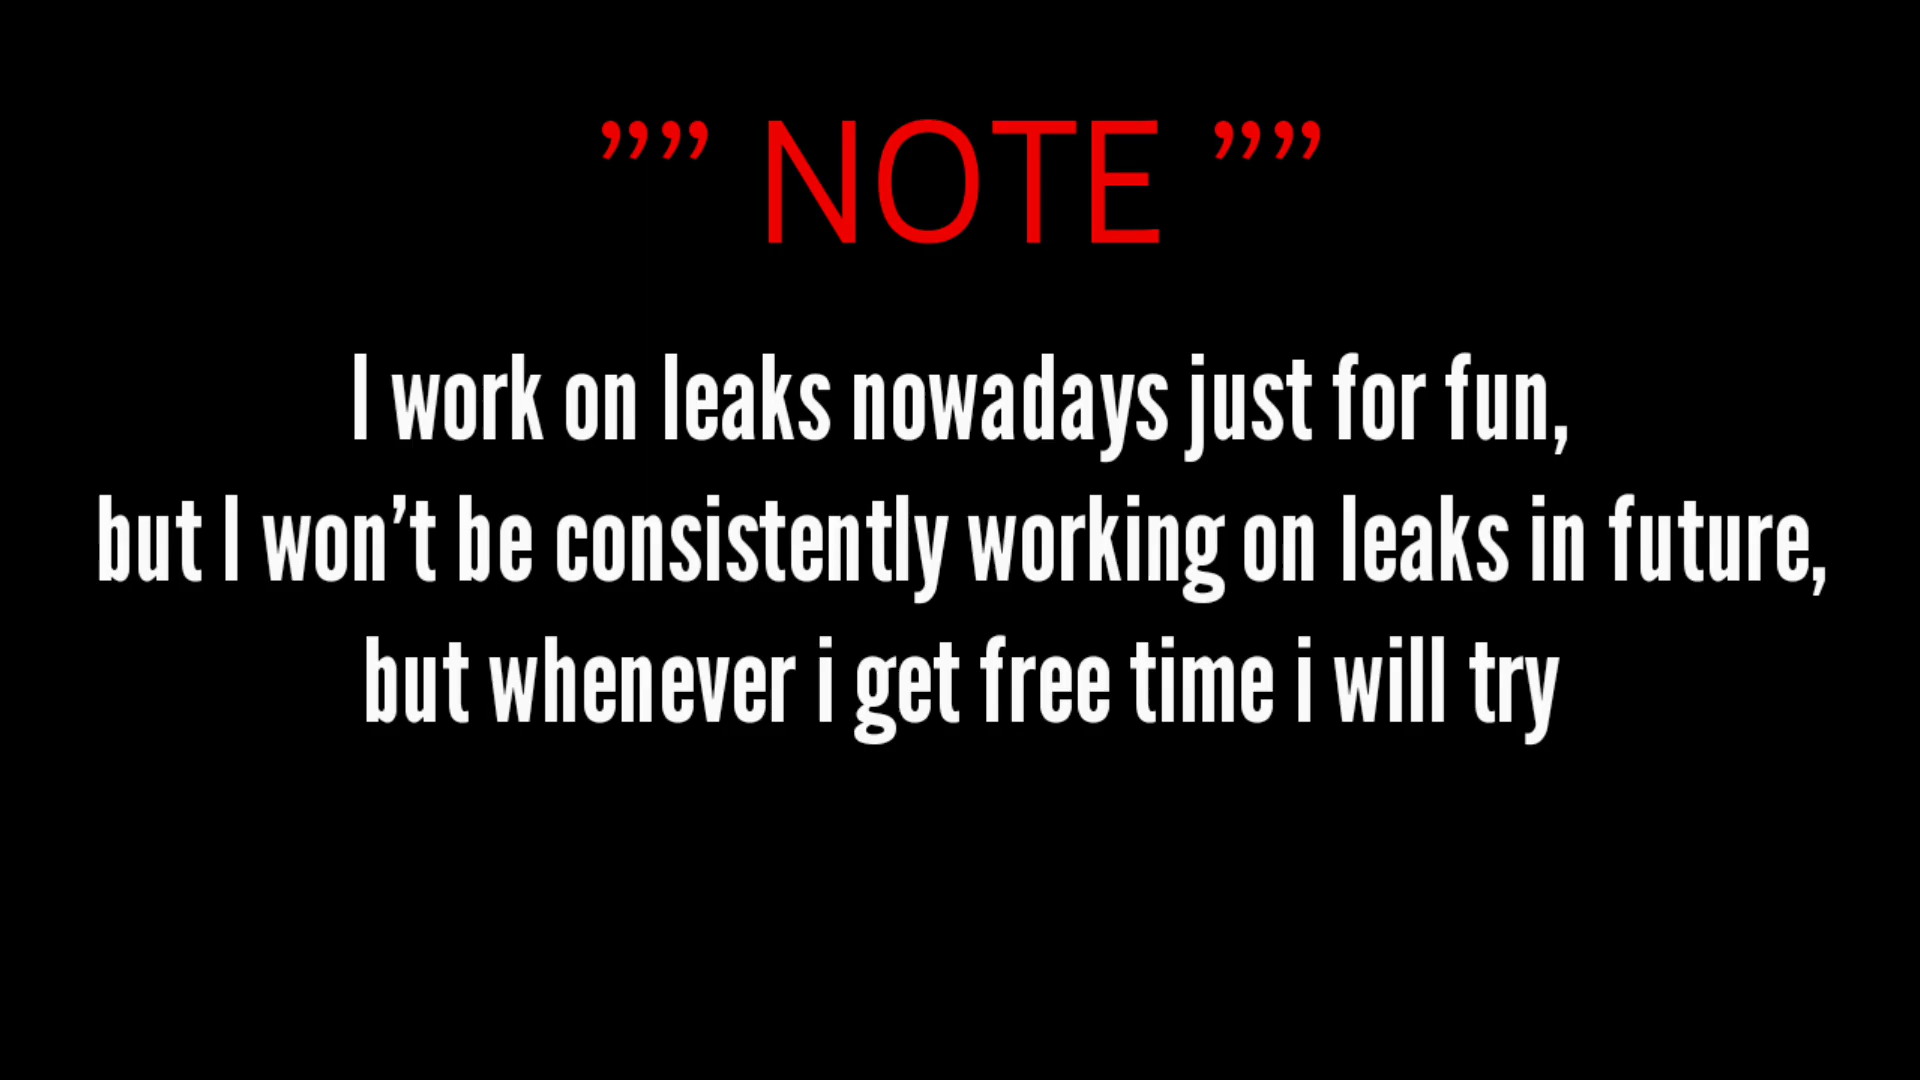 ”” NOTE ””
I work on leaks nowadays just for fun,
but I won’t be consistently working on leaks in future,
but whenever i get free time i will try